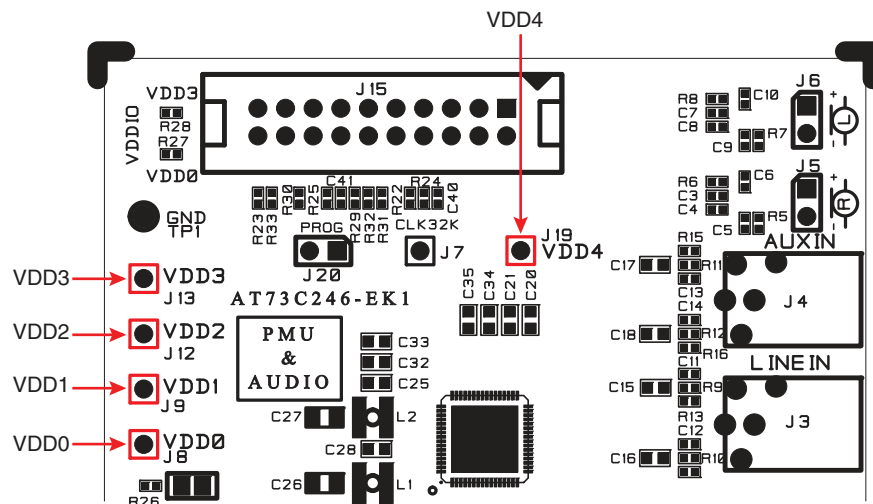 VDD4
VDD3
J15
VDDIO
R28
R27
VDD0
GND
TP1
R23
R33
R30
R25
C41
R29
R32
R31
R22
R24
C40
PROG
J20
CLK32K
J7
J19
VDD4
AT73C246-EK1
PMU
&
AUDIO
VDD3
VDD3
J13
VDD2
VDD2
J12
VDD1
VDD1
J9
VDD0
VDD0
J8
R26
C35
C34
C21
C20
C33
C32
C25
C27
L2
C28
C26
L1
R8
C7
C8
C10
C9
R7
J6
+
L
-
R6
C3
C4
C6
C5
R5
J5
+
R
-
AUXIN
R15
C17
R11
C13
C14
C18
R12
R16
J4
LINEIN
C11
C15
R9
R13
C12
C16
R10
J3